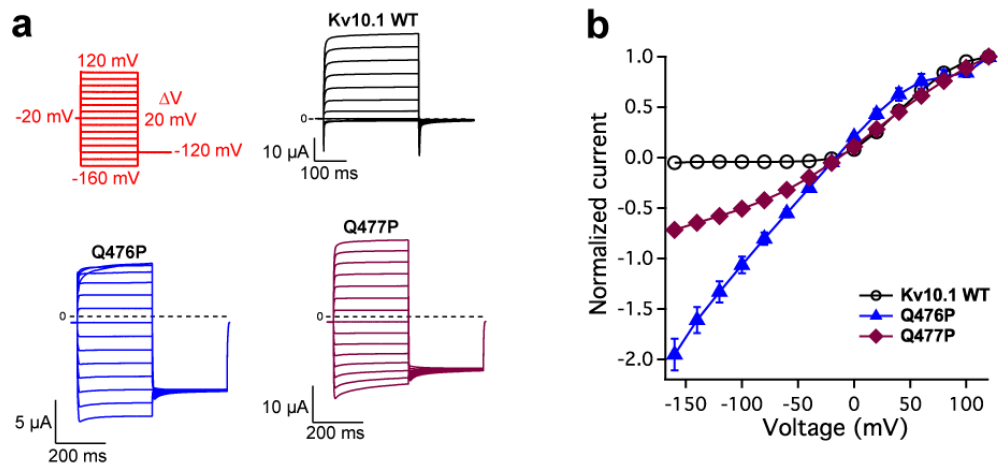 a
120 mV
-20 mV
ΔV
20 mV
-120 mV
-160 mV
Kv10.1 WT
0
10 µA
100 ms
Q476P
0
5 µA
200 ms
Q477P
0
10 µA
200 ms
b
Normalized current
1.0
0.5
0.0
-0.5
-1.0
-1.5
-2.0
Kv10.1 WT
Q476P
Q477P
-150 -100 -50 0 50 100
Voltage (mV)